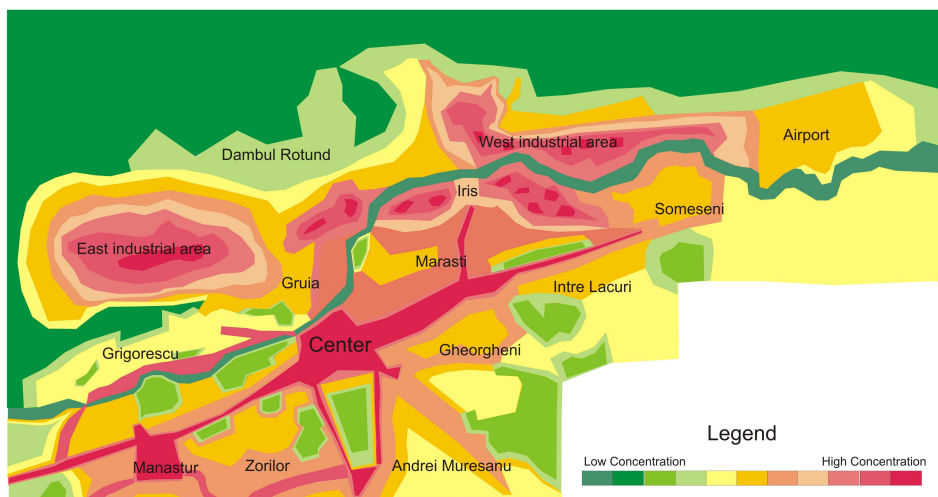 Airport
West industrial area
Dambul Rotund
Iris
Someseni
East industrial area
Marasti
Gruia
Intre Lacuri
Center
Gheorgheni
Grigorescu
Manastur
Zorilor
Andrei Muresanu
Legend
Low Concentration
High Concentration